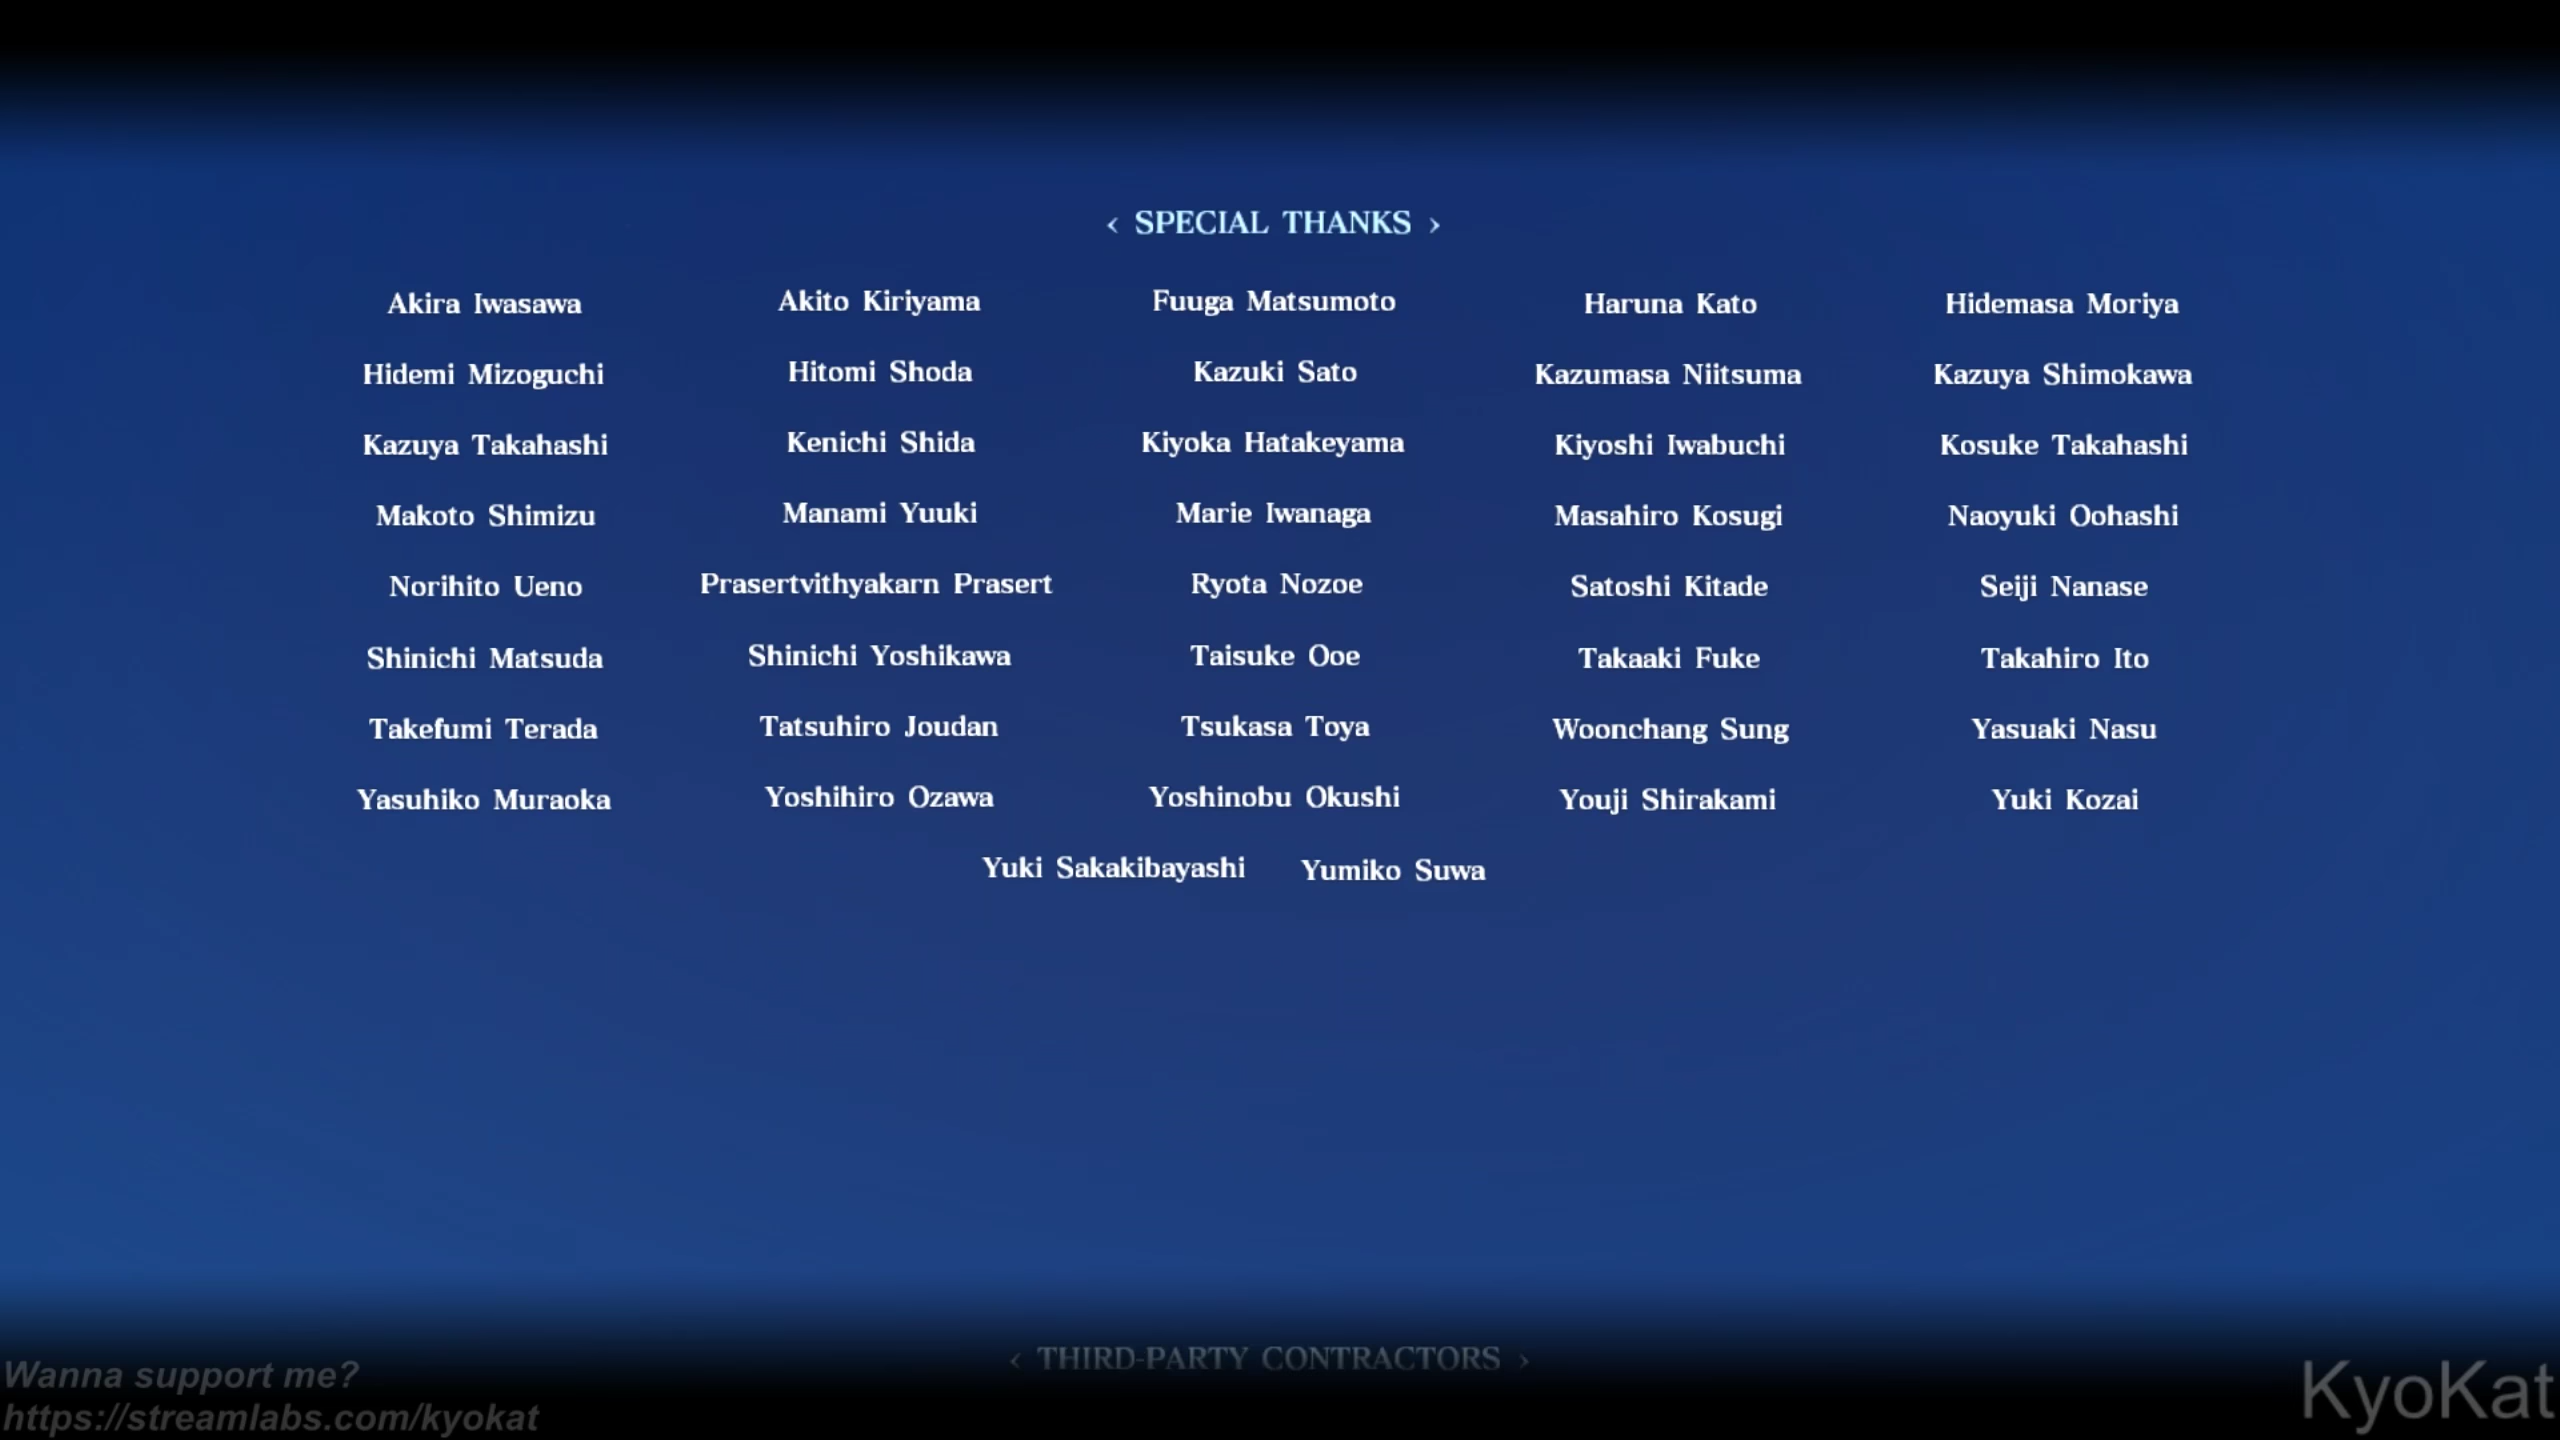 ‹ SPECIAL THANKS ›
Akira Iwasawa Akito Kiriyama Fuuga Matsumoto Haruna Kato Hidemasa Moriya
Hidemi Mizoguchi Hitomi Shoda Kazuki Sato Kazumasa Niitsuma Kazuya Shimokawa
Kazuya Takahashi Kenichi Shida Kiyoka Hatakeyama Kiyoshi Iwabuchi Kosuke Takahashi
Makoto Shimizu Manami Yuuki Marie Iwanaga Masahiro Kosugi Naoyuki Oohashi
Norihito Ueno Prasertvithyakarn Prasert Ryota Nozoe Satoshi Kitade Seiji Nanase
Shinichi Matsuda Shinichi Yoshikawa Taisuke Ooe Takaaki Fuke Takahiro Ito
Takefumi Terada Tatsuhiro Joudan Tsukasa Toya Woonchang Sung Yasuaki Nasu
Yasuhiko Muraoka Yoshihiro Ozawa Yoshinobu Okushi Youji Shirakami Yuki Kozai
Yuki Sakakibayashi Yumiko Suwa
‹ THIRD-PARTY CONTRACTORS ›
Wanna support me?
https://streamlabs.com/kyokat
KyoKat